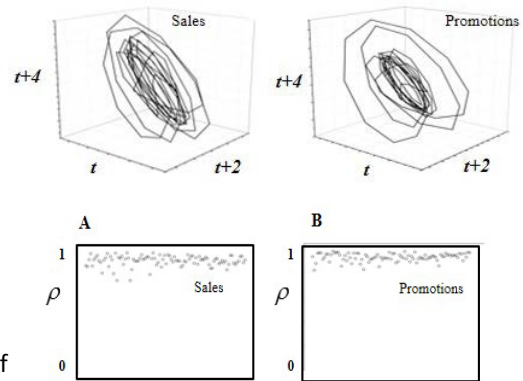 Sales
Promotions
t+4
t+4
t
t+2
t
t+2
A
B
1
1
ρ
Sales
ρ
Promotions
f
0
0